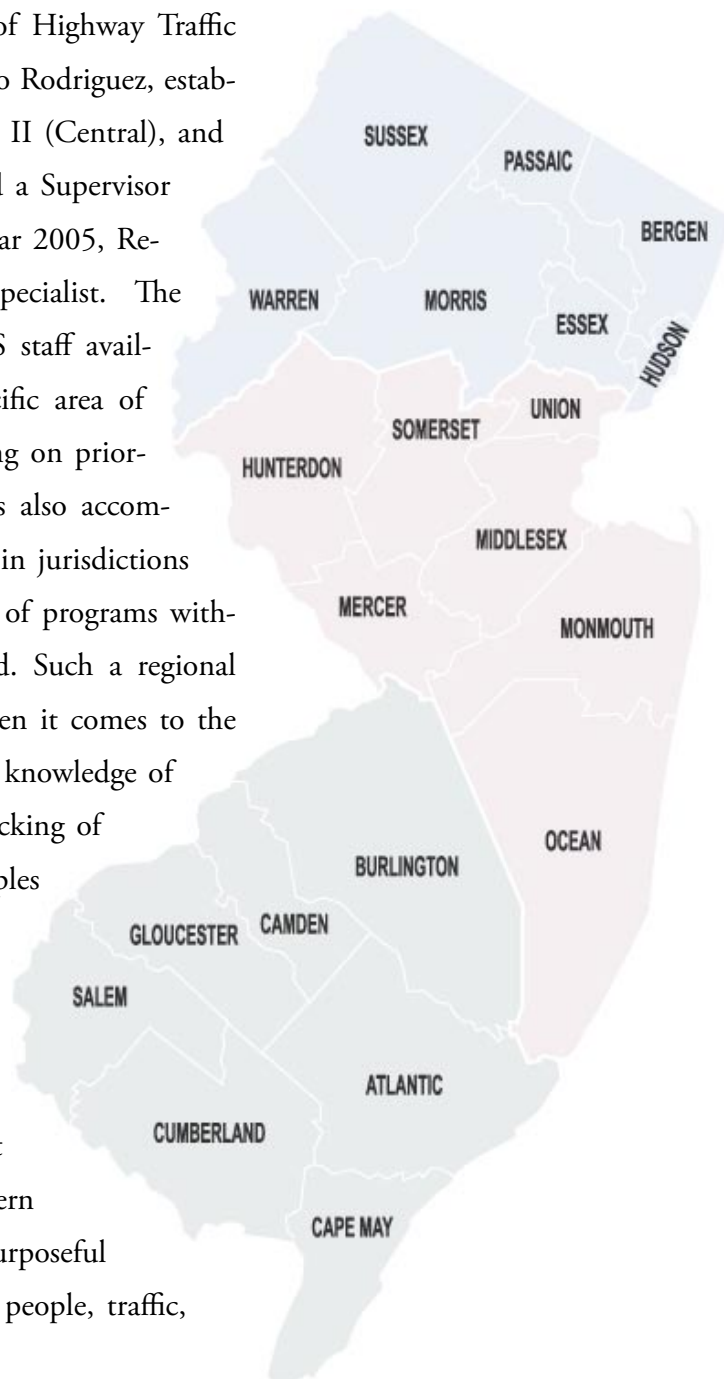 of Highway Traffic
o Rodriguez, estab-
II (Central), and
a Supervisor
ar 2005, Re-
pecialist. The
S staff avail-
ific area of
ng on prior-
s also accom-
in jurisdictions
of programs with-
d. Such a regional
en it comes to the
knowledge of
cking of
ples
t
ern
urposeful
people, traffic,
SUSSEX
PASSAIC
BERGEN
WARREN
MORRIS
ESSEX
HUDSON
UNION
SOMERSET
HUNTERDON
MIDDLESEX
MERCER
MONMOUTH
OCEAN
BURLINGTON
CAMDEN
GLOUCESTER
SALEM
ATLANTIC
CUMBERLAND
CAPE MAY